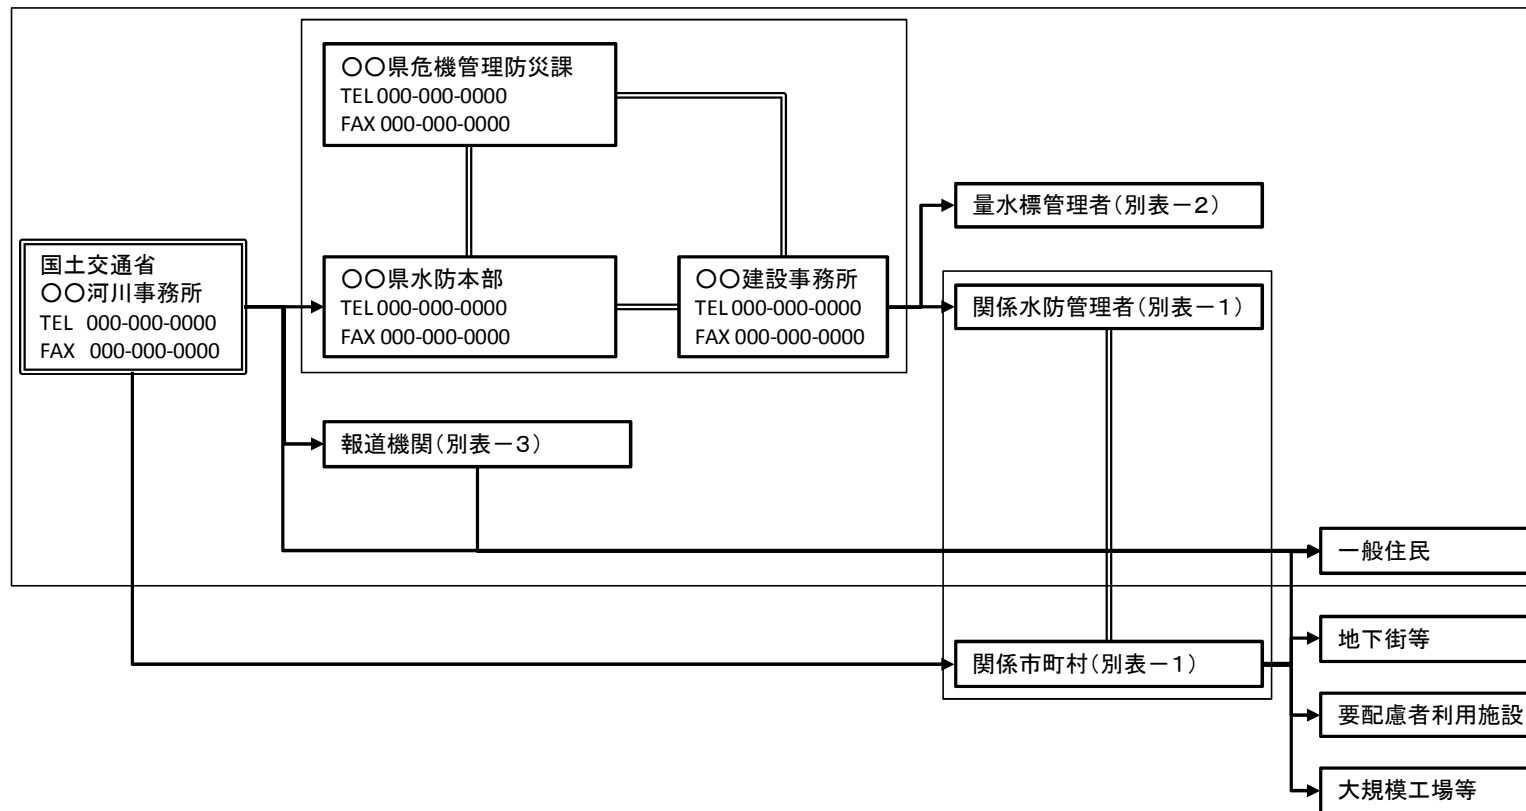 〇〇県危機管理防災課
TEL 000-000-0000
FAX 000-000-0000
量水標管理者(別表-2)
国土交通省
〇〇河川事務所
TEL 000-000-0000
FAX 000-000-0000
〇〇県水防本部
TEL 000-000-0000
FAX 000-000-0000
〇〇建設事務所
TEL 000-000-0000
FAX 000-000-0000
関係水防管理者(別表-1)
報道機関(別表-3)
一般住民
地下街等
関係市町村(別表-1)
要配慮者利用施設
大規模工場等